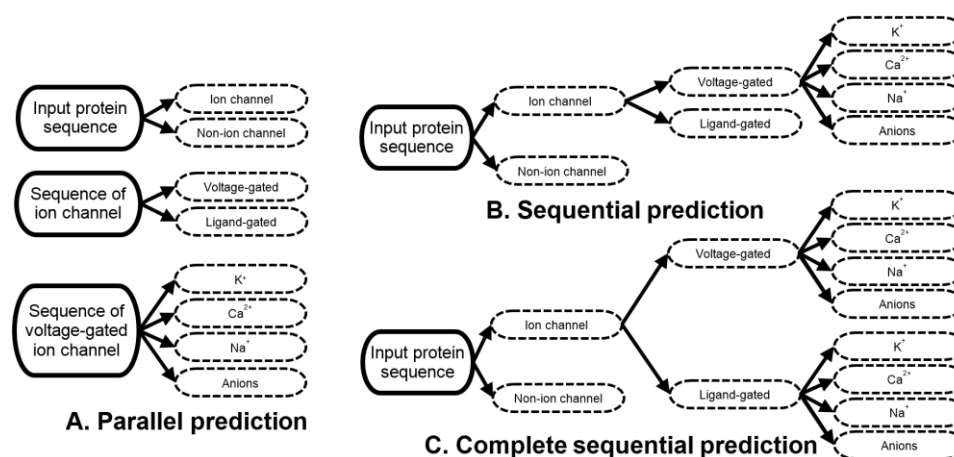 Input protein
sequence
Ion channel
Non-ion channel
Sequence of
ion channel
Voltage-gated
Ligand-gated
Sequence of
voltage-gated
ion channel
K⁺
Ca²⁺
Na⁺
Anions
A. Parallel prediction
Input protein
sequence
Ion channel
Non-ion channel
Voltage-gated
Ligand-gated
K⁺
Ca²⁺
Na⁺
Anions
B. Sequential prediction
Input protein
sequence
Ion channel
Non-ion channel
Voltage-gated
Ligand-gated
K⁺
Ca²⁺
Na⁺
Anions
K⁺
Ca²⁺
Na⁺
Anions
C. Complete sequential prediction